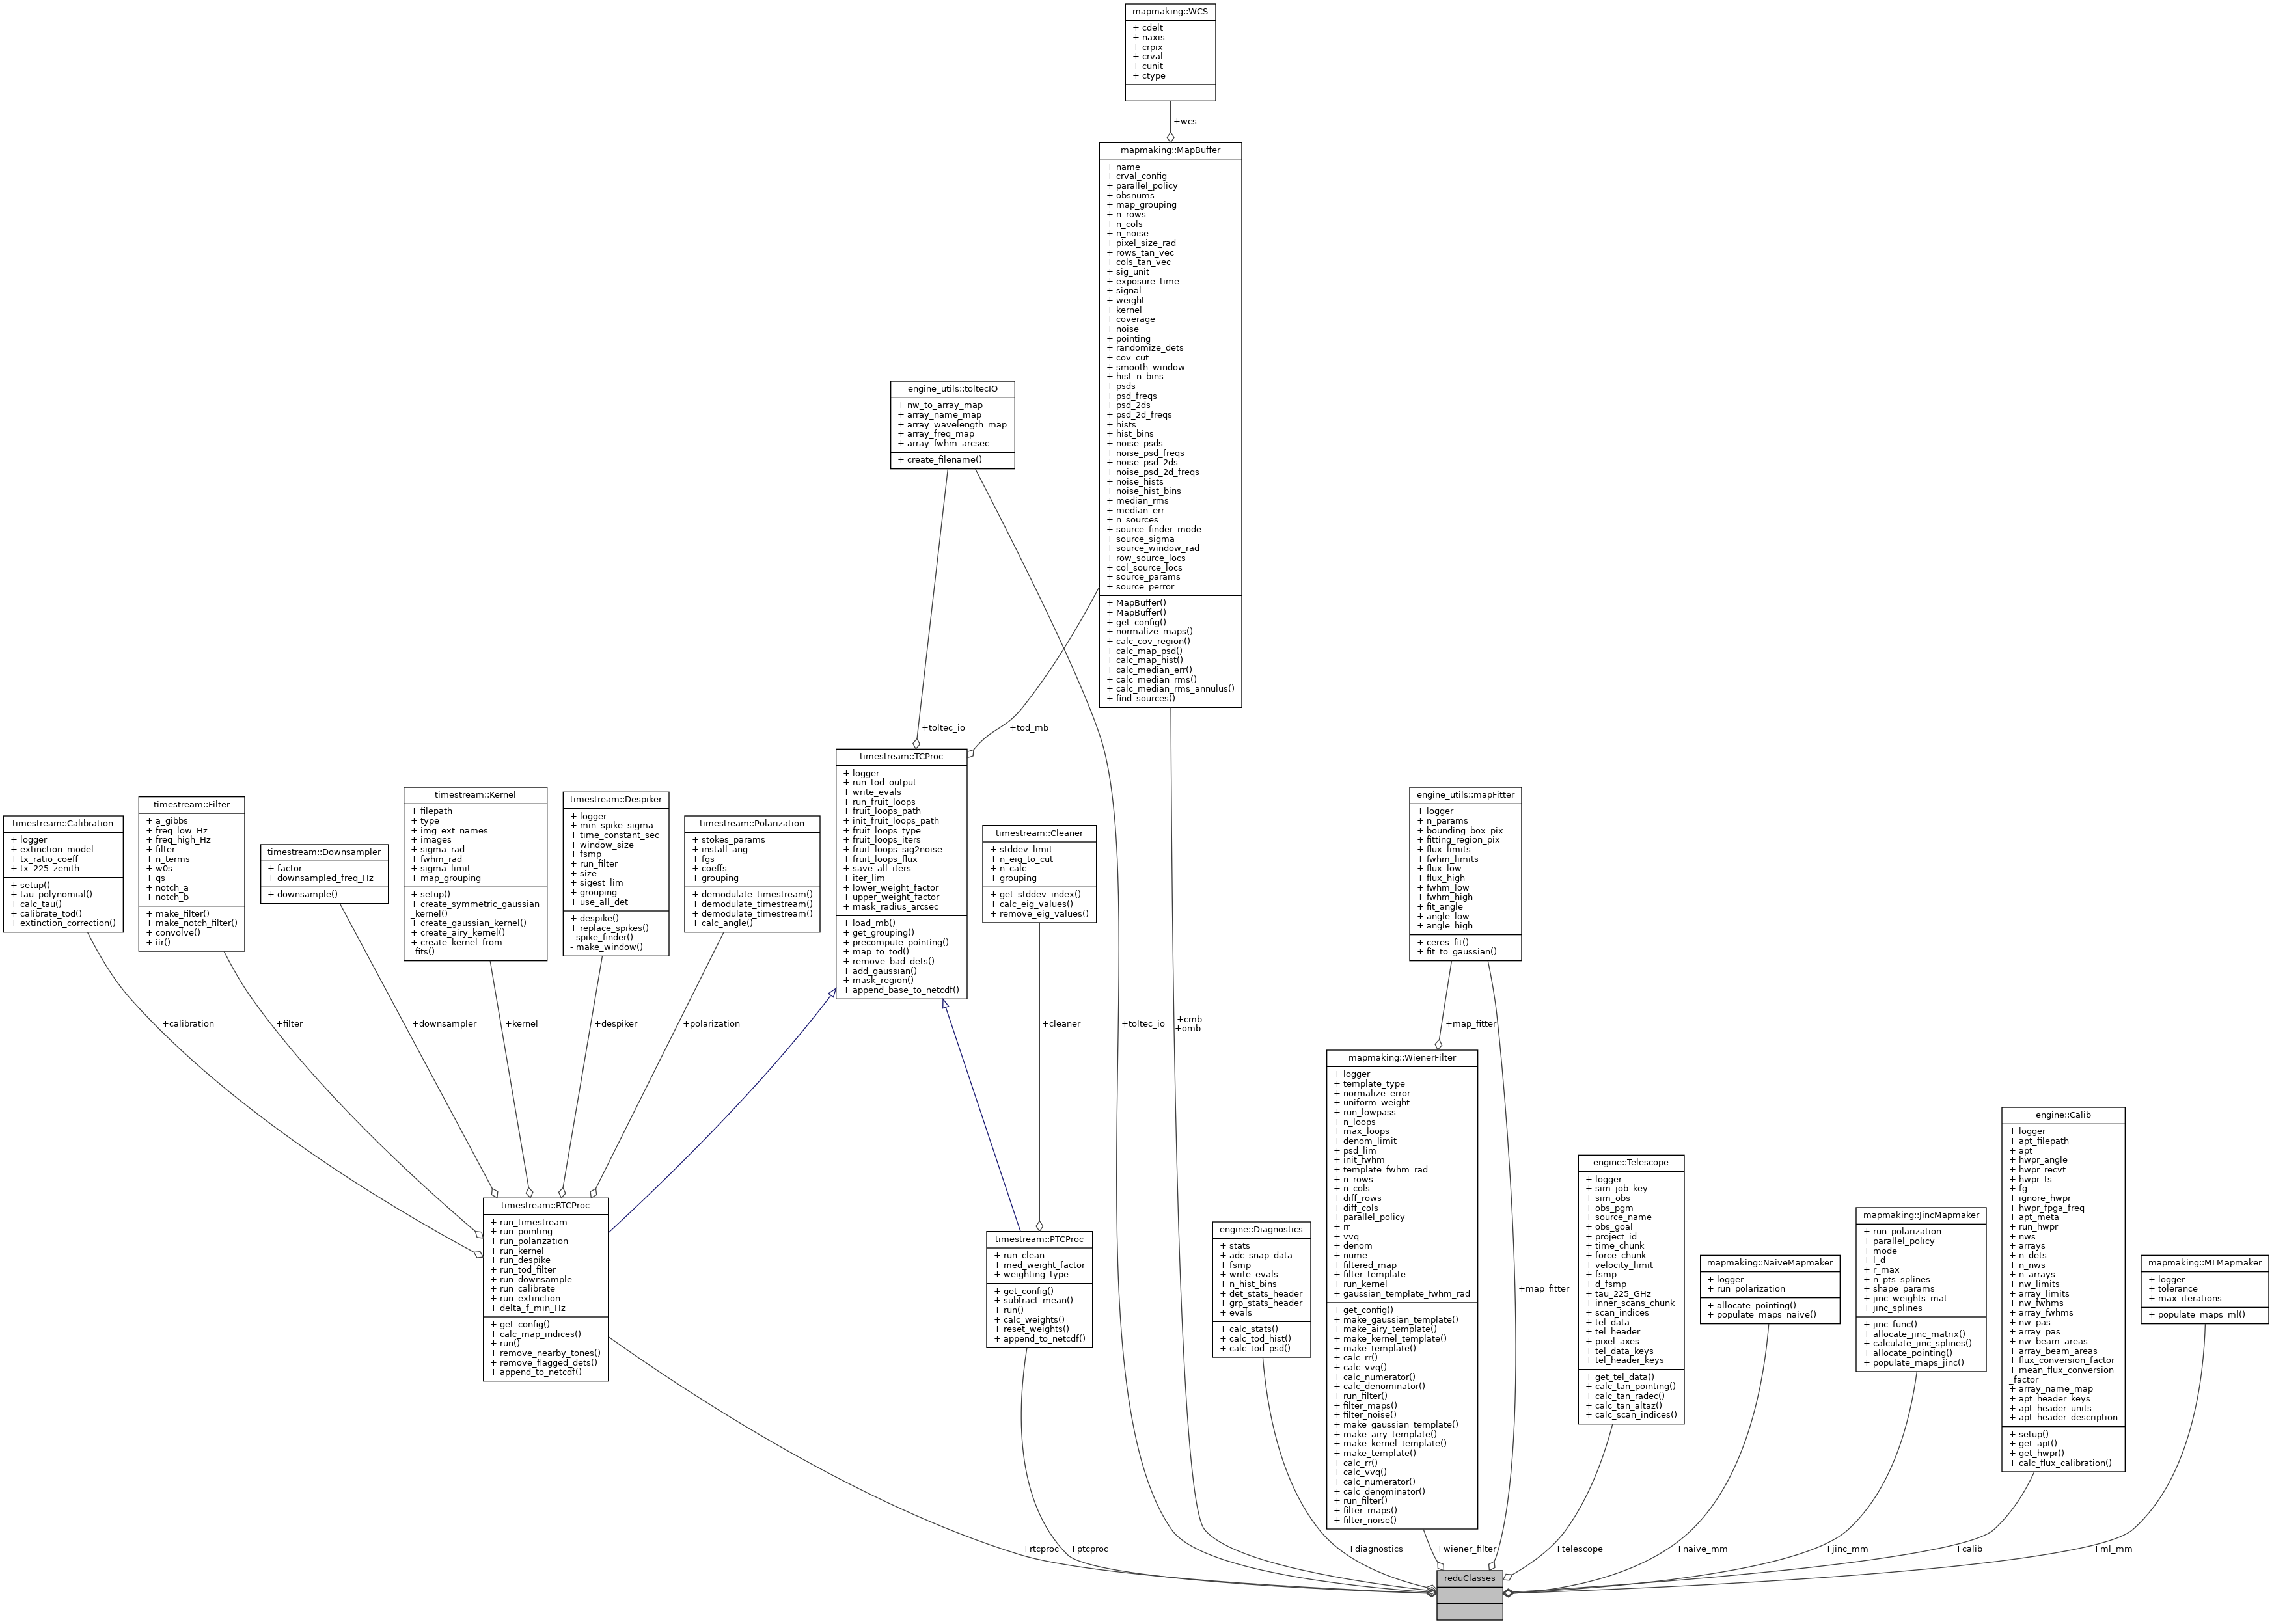 mapmaking::WCS
+ cdelt
+ naxis
+ crpix
+ crval
+ cunit
+ ctype
+wcs
mapmaking::MapBuffer
+ name
+ crval_config
+ parallel_policy
+ obsnums
+ map_grouping
+ n_rows
+ n_cols
+ n_noise
+ pixel_size_rad
+ rows_tan_vec
+ cols_tan_vec
+ sig_unit
+ exposure_time
+ signal
+ weight
+ kernel
+ coverage
+ noise
+ pointing
+ randomize_dets
+ cov_cut
+ smooth_window
+ hist_n_bins
+ psds
+ psd_freqs
+ psd_2ds
+ psd_2d_freqs
+ hists
+ hist_bins
+ noise_psds
+ noise_psd_freqs
+ noise_psd_2ds
+ noise_psd_2d_freqs
+ noise_hists
+ noise_hist_bins
+ median_rms
+ median_err
+ n_sources
+ source_finder_mode
+ source_sigma
+ source_window_rad
+ row_source_locs
+ col_source_locs
+ source_params
+ source_perror
+ MapBuffer()
+ MapBuffer()
+ get_config()
+ normalize_maps()
+ calc_cov_region()
+ calc_map_psd()
+ calc_map_hist()
+ calc_median_err()
+ calc_median_rms()
+ calc_median_rms_annulus()
+ find_sources()
engine_utils::toltecIO
+ nw_to_array_map
+ array_name_map
+ array_wavelength_map
+ array_freq_map
+ array_fwhm_arcsec
+ create_filename()
+toltec_io
+tod_mb
timestream::TCProc
+ logger
+ run_tod_output
+ write_evals
+ run_fruit_loops
+ fruit_loops_path
+ init_fruit_loops_path
+ fruit_loops_type
+ fruit_loops_iters
+ fruit_loops_sig2noise
+ fruit_loops_flux
+ save_all_iters
+ iter_lim
+ lower_weight_factor
+ upper_weight_factor
+ mask_radius_arcsec
+ load_mb()
+ get_grouping()
+ precompute_pointing()
+ map_to_tod()
+ remove_bad_dets()
+ add_gaussian()
+ mask_region()
+ append_base_to_netcdf()
timestream::Calibration
+ logger
+ extinction_model
+ tx_ratio_coeff
+ tx_225_zenith
+ setup()
+ tau_polynomial()
+ calc_tau()
+ calibrate_tod()
+ extinction_correction()
timestream::Filter
+ a_gibbs
+ freq_low_Hz
+ freq_high_Hz
+ filter
+ n_terms
+ w0s
+ qs
+ notch_a
+ notch_b
+ make_filter()
+ make_notch_filter()
+ convolve()
+ iir()
timestream::Downsampler
+ factor
+ downsampled_freq_Hz
+ downsample()
timestream::Kernel
+ filepath
+ type
+ img_ext_names
+ images
+ sigma_rad
+ fwhm_rad
+ sigma_limit
+ map_grouping
+ setup()
+ create_symmetric_gaussian
_kernel()
+ create_gaussian_kernel()
+ create_airy_kernel()
+ create_kernel_from
_fits()
timestream::Despiker
+ logger
+ min_spike_sigma
+ time_constant_sec
+ window_size
+ fsmp
+ run_filter
+ size
+ sigest_lim
+ grouping
+ use_all_det
+ despike()
+ replace_spikes()
- spike_finder()
- make_window()
timestream::Polarization
+ stokes_params
+ install_ang
+ fgs
+ coeffs
+ grouping
+ demodulate_timestream()
+ demodulate_timestream()
+ demodulate_timestream()
+ calc_angle()
timestream::Cleaner
+ stddev_limit
+ n_eig_to_cut
+ n_calc
+ grouping
+ get_stddev_index()
+ calc_eig_values()
+ remove_eig_values()
engine_utils::mapFitter
+ logger
+ n_params
+ bounding_box_pix
+ fitting_region_pix
+ flux_limits
+ fwhm_limits
+ flux_low
+ flux_high
+ fwhm_low
+ fwhm_high
+ fit_angle
+ angle_low
+ angle_high
+ ceres_fit()
+ fit_to_gaussian()
+calibration
+filter
+downsampler
+kernel
+despiker
+polarization
+cleaner
+toltec_io
+cmb
+omb
+map_fitter
timestream::RTCProc
+ run_timestream
+ run_pointing
+ run_polarization
+ run_kernel
+ run_despike
+ run_tod_filter
+ run_downsample
+ run_calibrate
+ run_extinction
+ delta_f_min_Hz
+ get_config()
+ calc_map_indices()
+ run()
+ remove_nearby_tones()
+ remove_flagged_dets()
+ append_to_netcdf()
timestream::PTCProc
+ run_clean
+ med_weight_factor
+ weighting_type
+ get_config()
+ subtract_mean()
+ run()
+ calc_weights()
+ reset_weights()
+ append_to_netcdf()
engine::Diagnostics
+ stats
+ adc_snap_data
+ fsmp
+ write_evals
+ n_hist_bins
+ det_stats_header
+ grp_stats_header
+ evals
+ calc_stats()
+ calc_tod_hist()
+ calc_tod_psd()
mapmaking::WienerFilter
+ logger
+ template_type
+ normalize_error
+ uniform_weight
+ run_lowpass
+ n_loops
+ max_loops
+ denom_limit
+ psd_lim
+ init_fwhm
+ template_fwhm_rad
+ n_rows
+ n_cols
+ diff_rows
+ diff_cols
+ parallel_policy
+ rr
+ vvq
+ denom
+ nume
+ filtered_map
+ filter_template
+ run_kernel
+ gaussian_template_fwhm_rad
+ get_config()
+ make_gaussian_template()
+ make_airy_template()
+ make_kernel_template()
+ make_template()
+ calc_rr()
+ calc_vvq()
+ calc_numerator()
+ calc_denominator()
+ run_filter()
+ filter_maps()
+ filter_noise()
+ make_gaussian_template()
+ make_airy_template()
+ make_kernel_template()
+ make_template()
+ calc_rr()
+ calc_vvq()
+ calc_numerator()
+ calc_denominator()
+ run_filter()
+ filter_maps()
+ filter_noise()
+map_fitter
engine::Telescope
+ logger
+ sim_job_key
+ sim_obs
+ obs_pgm
+ source_name
+ obs_goal
+ project_id
+ time_chunk
+ force_chunk
+ velocity_limit
+ fsmp
+ d_fsmp
+ tau_225_GHz
+ inner_scans_chunk
+ scan_indices
+ tel_data
+ tel_header
+ pixel_axes
+ tel_data_keys
+ tel_header_keys
+ get_tel_data()
+ calc_tan_pointing()
+ calc_tan_radec()
+ calc_tan_altaz()
+ calc_scan_indices()
mapmaking::NaiveMapmaker
+ logger
+ run_polarization
+ allocate_pointing()
+ populate_maps_naive()
mapmaking::JincMapmaker
+ run_polarization
+ parallel_policy
+ mode
+ l_d
+ r_max
+ n_pts_splines
+ shape_params
+ jinc_weights_mat
+ jinc_splines
+ jinc_func()
+ allocate_jinc_matrix()
+ calculate_jinc_splines()
+ allocate_pointing()
+ populate_maps_jinc()
engine::Calib
+ logger
+ apt_filepath
+ apt
+ hwpr_angle
+ hwpr_recvt
+ hwpr_ts
+ fg
+ ignore_hwpr
+ hwpr_fpga_freq
+ apt_meta
+ run_hwpr
+ nws
+ arrays
+ n_dets
+ n_nws
+ n_arrays
+ nw_limits
+ array_limits
+ nw_fwhms
+ array_fwhms
+ nw_pas
+ array_pas
+ nw_beam_areas
+ array_beam_areas
+ flux_conversion_factor
+ mean_flux_conversion
_factor
+ array_name_map
+ apt_header_keys
+ apt_header_units
+ apt_header_description
+ setup()
+ get_apt()
+ get_hwpr()
+ calc_flux_calibration()
mapmaking::MLMapmaker
+ logger
+ tolerance
+ max_iterations
+ populate_maps_ml()
+rtcproc
+ptcproc
+diagnostics
+wiener_filter
+telescope
+naive_mm
+jinc_mm
+calib
+ml_mm
reduClasses